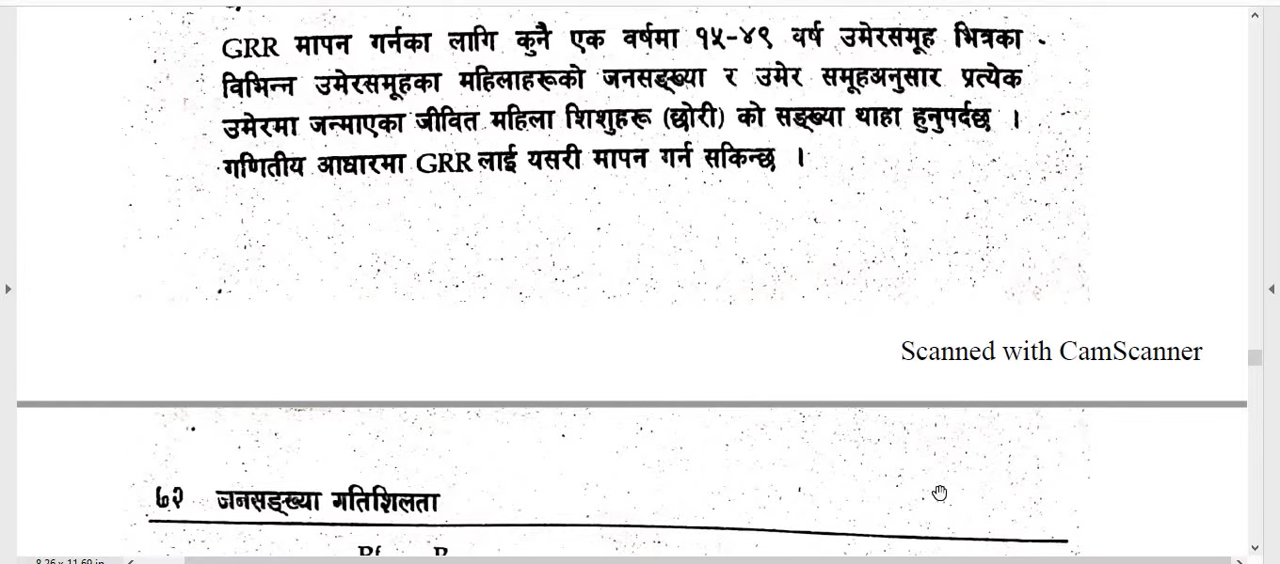 GRR मापन गर्नका लागि कुनै एक वर्षमा १५-४९ वर्ष उमेरसमूह भित्रका
विभिन्न उमेरसमूहका महिलाहरूको जनसङ्ख्या र उमेर समूहअनुसार प्रत्येक
उमेरमा जन्माएका जीवित महिला शिशुहरू (छोरी) को सङ्ख्या थाहा हुनुपर्दछ ।
गणितीय आधारमा GRR लाई यसरी मापन गर्न सकिन्छ ।
Scanned with CamScanner
७२ जनसङ्ख्या गतिशिलता